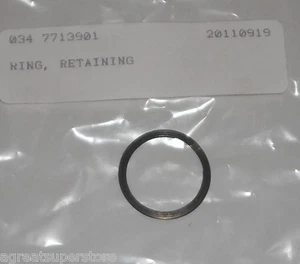 034 7713901 20110919
RING, RETAINING
agreatsuperstore